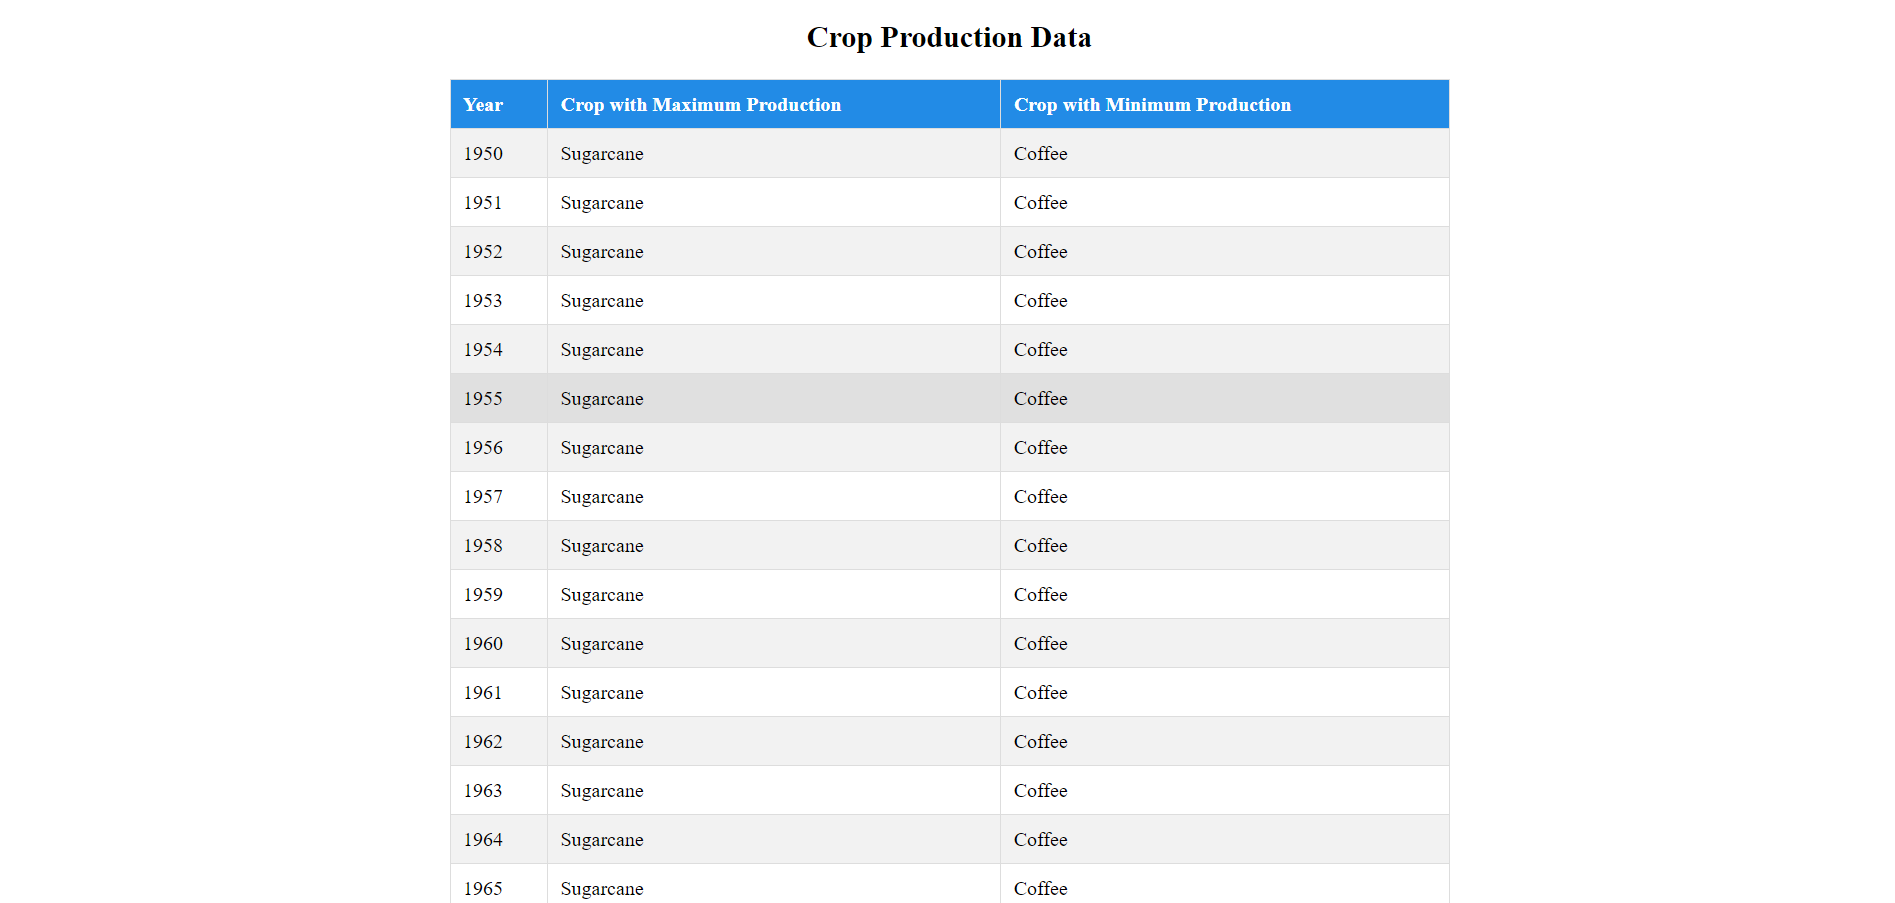 Crop Production Data
Year Crop with Maximum Production Crop with Minimum Production
1950 Sugarcane Coffee
1951 Sugarcane Coffee
1952 Sugarcane Coffee
1953 Sugarcane Coffee
1954 Sugarcane Coffee
1955 Sugarcane Coffee
1956 Sugarcane Coffee
1957 Sugarcane Coffee
1958 Sugarcane Coffee
1959 Sugarcane Coffee
1960 Sugarcane Coffee
1961 Sugarcane Coffee
1962 Sugarcane Coffee
1963 Sugarcane Coffee
1964 Sugarcane Coffee
1965 Sugarcane Coffee